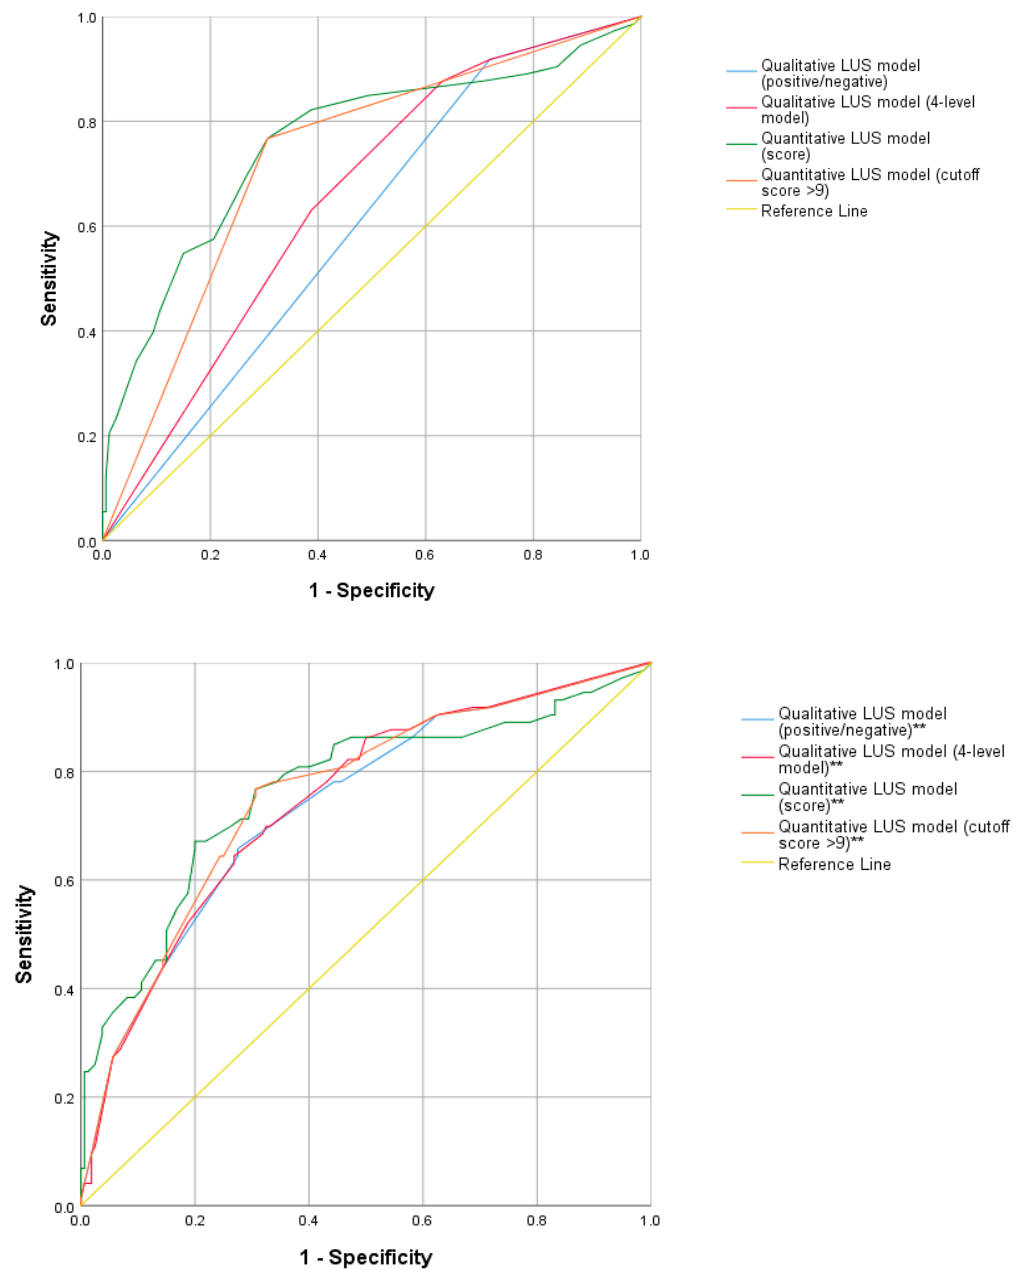 1.0
0.8
0.6
0.4
0.2
0.0
0.0 0.2 0.4 0.6 0.8 1.0
Sensitivity
1 - Specificity
Qualitative LUS model
(positive/negative)
Qualitative LUS model (4-level
model)
Quantitative LUS model
(score)
Quantitative LUS model (cutoff
score >9)
Reference Line
1.0
0.8
0.6
0.4
0.2
0.0
0.0 0.2 0.4 0.6 0.8 1.0
Sensitivity
1 - Specificity
Qualitative LUS model
(positive/negative)**
Qualitative LUS model (4-level
model)**
Quantitative LUS model
(score)**
Quantitative LUS model (cutoff
score >9)**
Reference Line